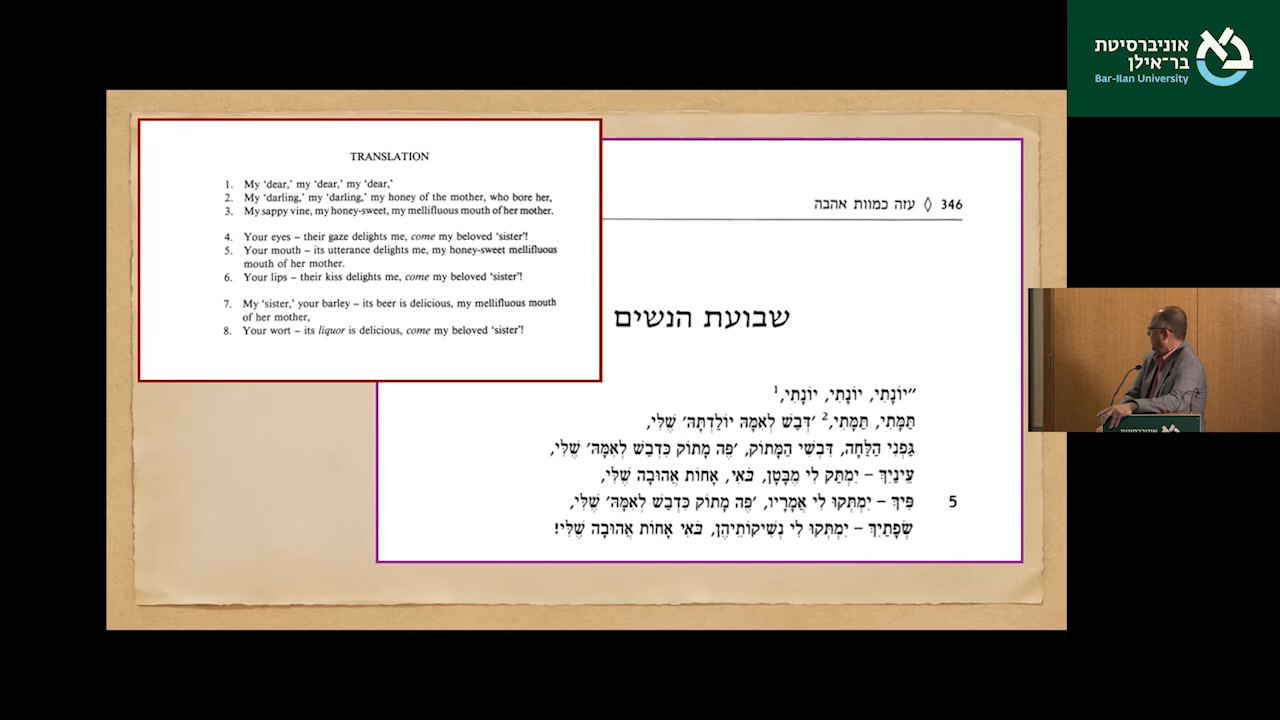 אוניברסיטת
בר־אילן
Bar-Ilan University
TRANSLATION
1. My ‘dear,’ my ‘dear,’ my ‘dear,’
2. My ‘darling,’ my ‘darling,’ my honey of the mother, who bore her,
3. My sappy vine, my honey-sweet, my mellifluous mouth of her mother.
4. Your eyes – their gaze delights me, come my beloved ‘sister’!
5. Your mouth – its utterance delights me, my honey-sweet mellifluous
mouth of her mother.
6. Your lips – their kiss delights me, come my beloved ‘sister’!
7. My ‘sister,’ your barley – its beer is delicious, my mellifluous mouth
of her mother,
8. Your wort – its liquor is delicious, come my beloved ‘sister’!
346 ◊ עזה כמוות אהבה
שבועת הנשים
״יוֹנָתִי, יוֹנָתִי, יוֹנָתִי,1
תַּמָּתִי, תַּמָּתִי,2 ׳דְּבַשׁ לְאִמָּהּ יוֹלַדְתָּהּ׳ שֶׁלִּי,
גַּפְנִי הַלַּחָה, דִּבְשִׁי הַמָּתוֹק, ׳פֶּה מָתוֹק כִּדְבַשׁ לְאִמָּהּ׳ שֶׁלִּי,
עֵינַיִךְ – יִמְתַּק לִי מַבָּטָן, בֹּאִי, אָחוֹת אֲהוּבָה שֶׁלִּי,
5 פִּיךְ – יִמְתְּקוּ לִי אֲמָרָיו, ׳פֶּה מָתוֹק כִּדְבַשׁ לְאִמָּהּ׳ שֶׁלִּי,
שְׂפָתַיִךְ – יִמְתְּקוּ לִי נְשִׁיקוֹתֵיהֶן, בֹּאִי אָחוֹת אֲהוּבָה שֶׁלִּי!
אוניברסיטת